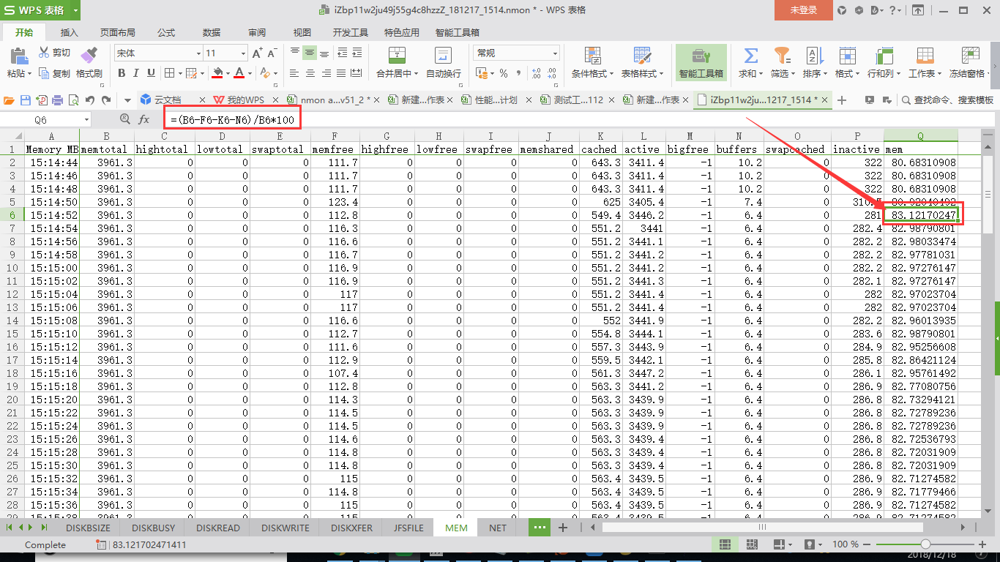 WPS 表格 iZbp11w2ju49j55g4c8hzzZ_181217_1514.nmon * - WPS 表格 未登录
开始 插入 页面布局 公式 数据 审阅 视图 开发工具 特色应用 智能工具箱
粘贴 剪切 复制 格式刷 宋体 11 B I U 合并居中 自动换行 常规 条件格式 表格样式 智能工具箱 求和 筛选 排序 格式 行和列 工作表 冻结窗格
云文档 我的WPS nmon a...v51_2 * 新建...作表 性能...计划 测试工...112 新建...作表 iZbp11w2ju...1217_1514 * 查找命令、搜索模板
Q6 fx =(B6-F6-K6-N6)/B6*100
A B C D E F G H I J K L M N O P Q
1 Memory MB memtotal hightotal lowtotal swaptotal memfree highfree lowfree swapfree memshared cached active bigfree buffers swapcached inactive mem
2 15:14:44 3961.3 0 0 0 111.7 0 0 0 0 643.3 3411.4 -1 10.2 0 322 80.68310908
3 15:14:46 3961.3 0 0 0 111.7 0 0 0 0 643.3 3411.4 -1 10.2 0 322 80.68310908
4 15:14:48 3961.3 0 0 0 111.7 0 0 0 0 643.3 3411.4 -1 10.2 0 322 80.68310908
5 15:14:50 3961.3 0 0 0 123.4 0 0 0 0 625 3405.4 -1 7.4 0
6 15:14:52 3961.3 0 0 0 112.8 0 0 0 0 549.4 3446.2 -1 6.4 0 281 83.12170247
7 15:14:54 3961.3 0 0 0 116.3 0 0 0 0 551.2 3441 -1 6.4 0 282.4 82.98790801
8 15:14:56 3961.3 0 0 0 116.6 0 0 0 0 551.2 3441.1 -1 6.4 0 282.2 82.98033474
9 15:14:58 3961.3 0 0 0 116.7 0 0 0 0 551.2 3441.2 -1 6.4 0 282.2 82.97781031
10 15:15:00 3961.3 0 0 0 116.9 0 0 0 0 551.2 3441.2 -1 6.4 0 282.2 82.97276147
11 15:15:02 3961.3 0 0 0 116.9 0 0 0 0 551.2 3441.3 -1 6.4 0 282.1 82.97276147
12 15:15:04 3961.3 0 0 0 117 0 0 0 0 551.2 3441.4 -1 6.4 0 282 82.97023704
13 15:15:06 3961.3 0 0 0 117 0 0 0 0 551.2 3441.4 -1 6.4 0 282 82.97023704
14 15:15:08 3961.3 0 0 0 116.6 0 0 0 0 552 3441.9 -1 6.4 0 282.2 82.96013935
15 15:15:10 3961.3 0 0 0 112.7 0 0 0 0 554.8 3444.1 -1 6.4 0 283.6 82.98790801
16 15:15:12 3961.3 0 0 0 111.6 0 0 0 0 557.3 3443.9 -1 6.4 0 284.9 82.95256608
17 15:15:14 3961.3 0 0 0 112.9 0 0 0 0 559.5 3442.1 -1 6.4 0 285.8 82.86421124
18 15:15:16 3961.3 0 0 0 107.4 0 0 0 0 561.3 3447.2 -1 6.4 0 286.1 82.95761492
19 15:15:18 3961.3 0 0 0 112.8 0 0 0 0 563.3 3441.2 -1 6.4 0 286.9 82.77080756
20 15:15:20 3961.3 0 0 0 114.3 0 0 0 0 563.3 3439.9 -1 6.4 0 286.8 82.73294121
21 15:15:22 3961.3 0 0 0 114.5 0 0 0 0 563.3 3439.9 -1 6.4 0 286.8 82.72789236
22 15:15:24 3961.3 0 0 0 114.5 0 0 0 0 563.3 3439.9 -1 6.4 0 286.8 82.72789236
23 15:15:26 3961.3 0 0 0 114.6 0 0 0 0 563.3 3439.4 -1 6.4 0 286.8 82.72536793
24 15:15:28 3961.3 0 0 0 114.8 0 0 0 0 563.3 3439.4 -1 6.4 0 286.8 82.72031909
25 15:15:30 3961.3 0 0 0 114.8 0 0 0 0 563.3 3439.4 -1 6.4 0 286.8 82.72031909
26 15:15:32 3961.3 0 0 0 115 0 0 0 0 563.4 3439.5 -1 6.4 0 286.9 82.71274582
27 15:15:34 3961.3 0 0 0 114.8 0 0 0 0 563.4 3439.5 -1 6.4 0 286.9 82.71779466
28 15:15:36 3961.3 0 0 0 115 0 0 0 0 563.4 3439.5 -1 6.4 0 286.9 82.71274582
DISKBSIZE DISKBUSY DISKREAD DISKWRITE DISKXFER JFSFILE MEM NET
Complete 83.121702471411 100 %
2018/12/18